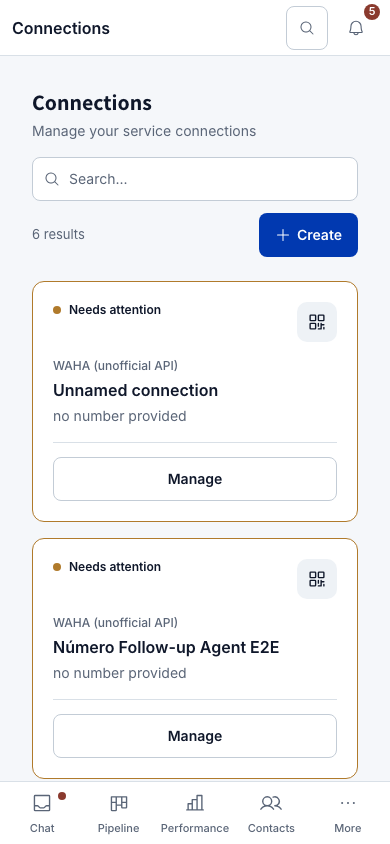 Connections
5
Connections
Manage your service connections
Search...
6 results
Create
Needs attention
WAHA (unofficial API)
Unnamed connection
no number provided
Manage
Needs attention
WAHA (unofficial API)
Número Follow-up Agent E2E
no number provided
Manage
Chat
Pipeline
Performance
Contacts
More